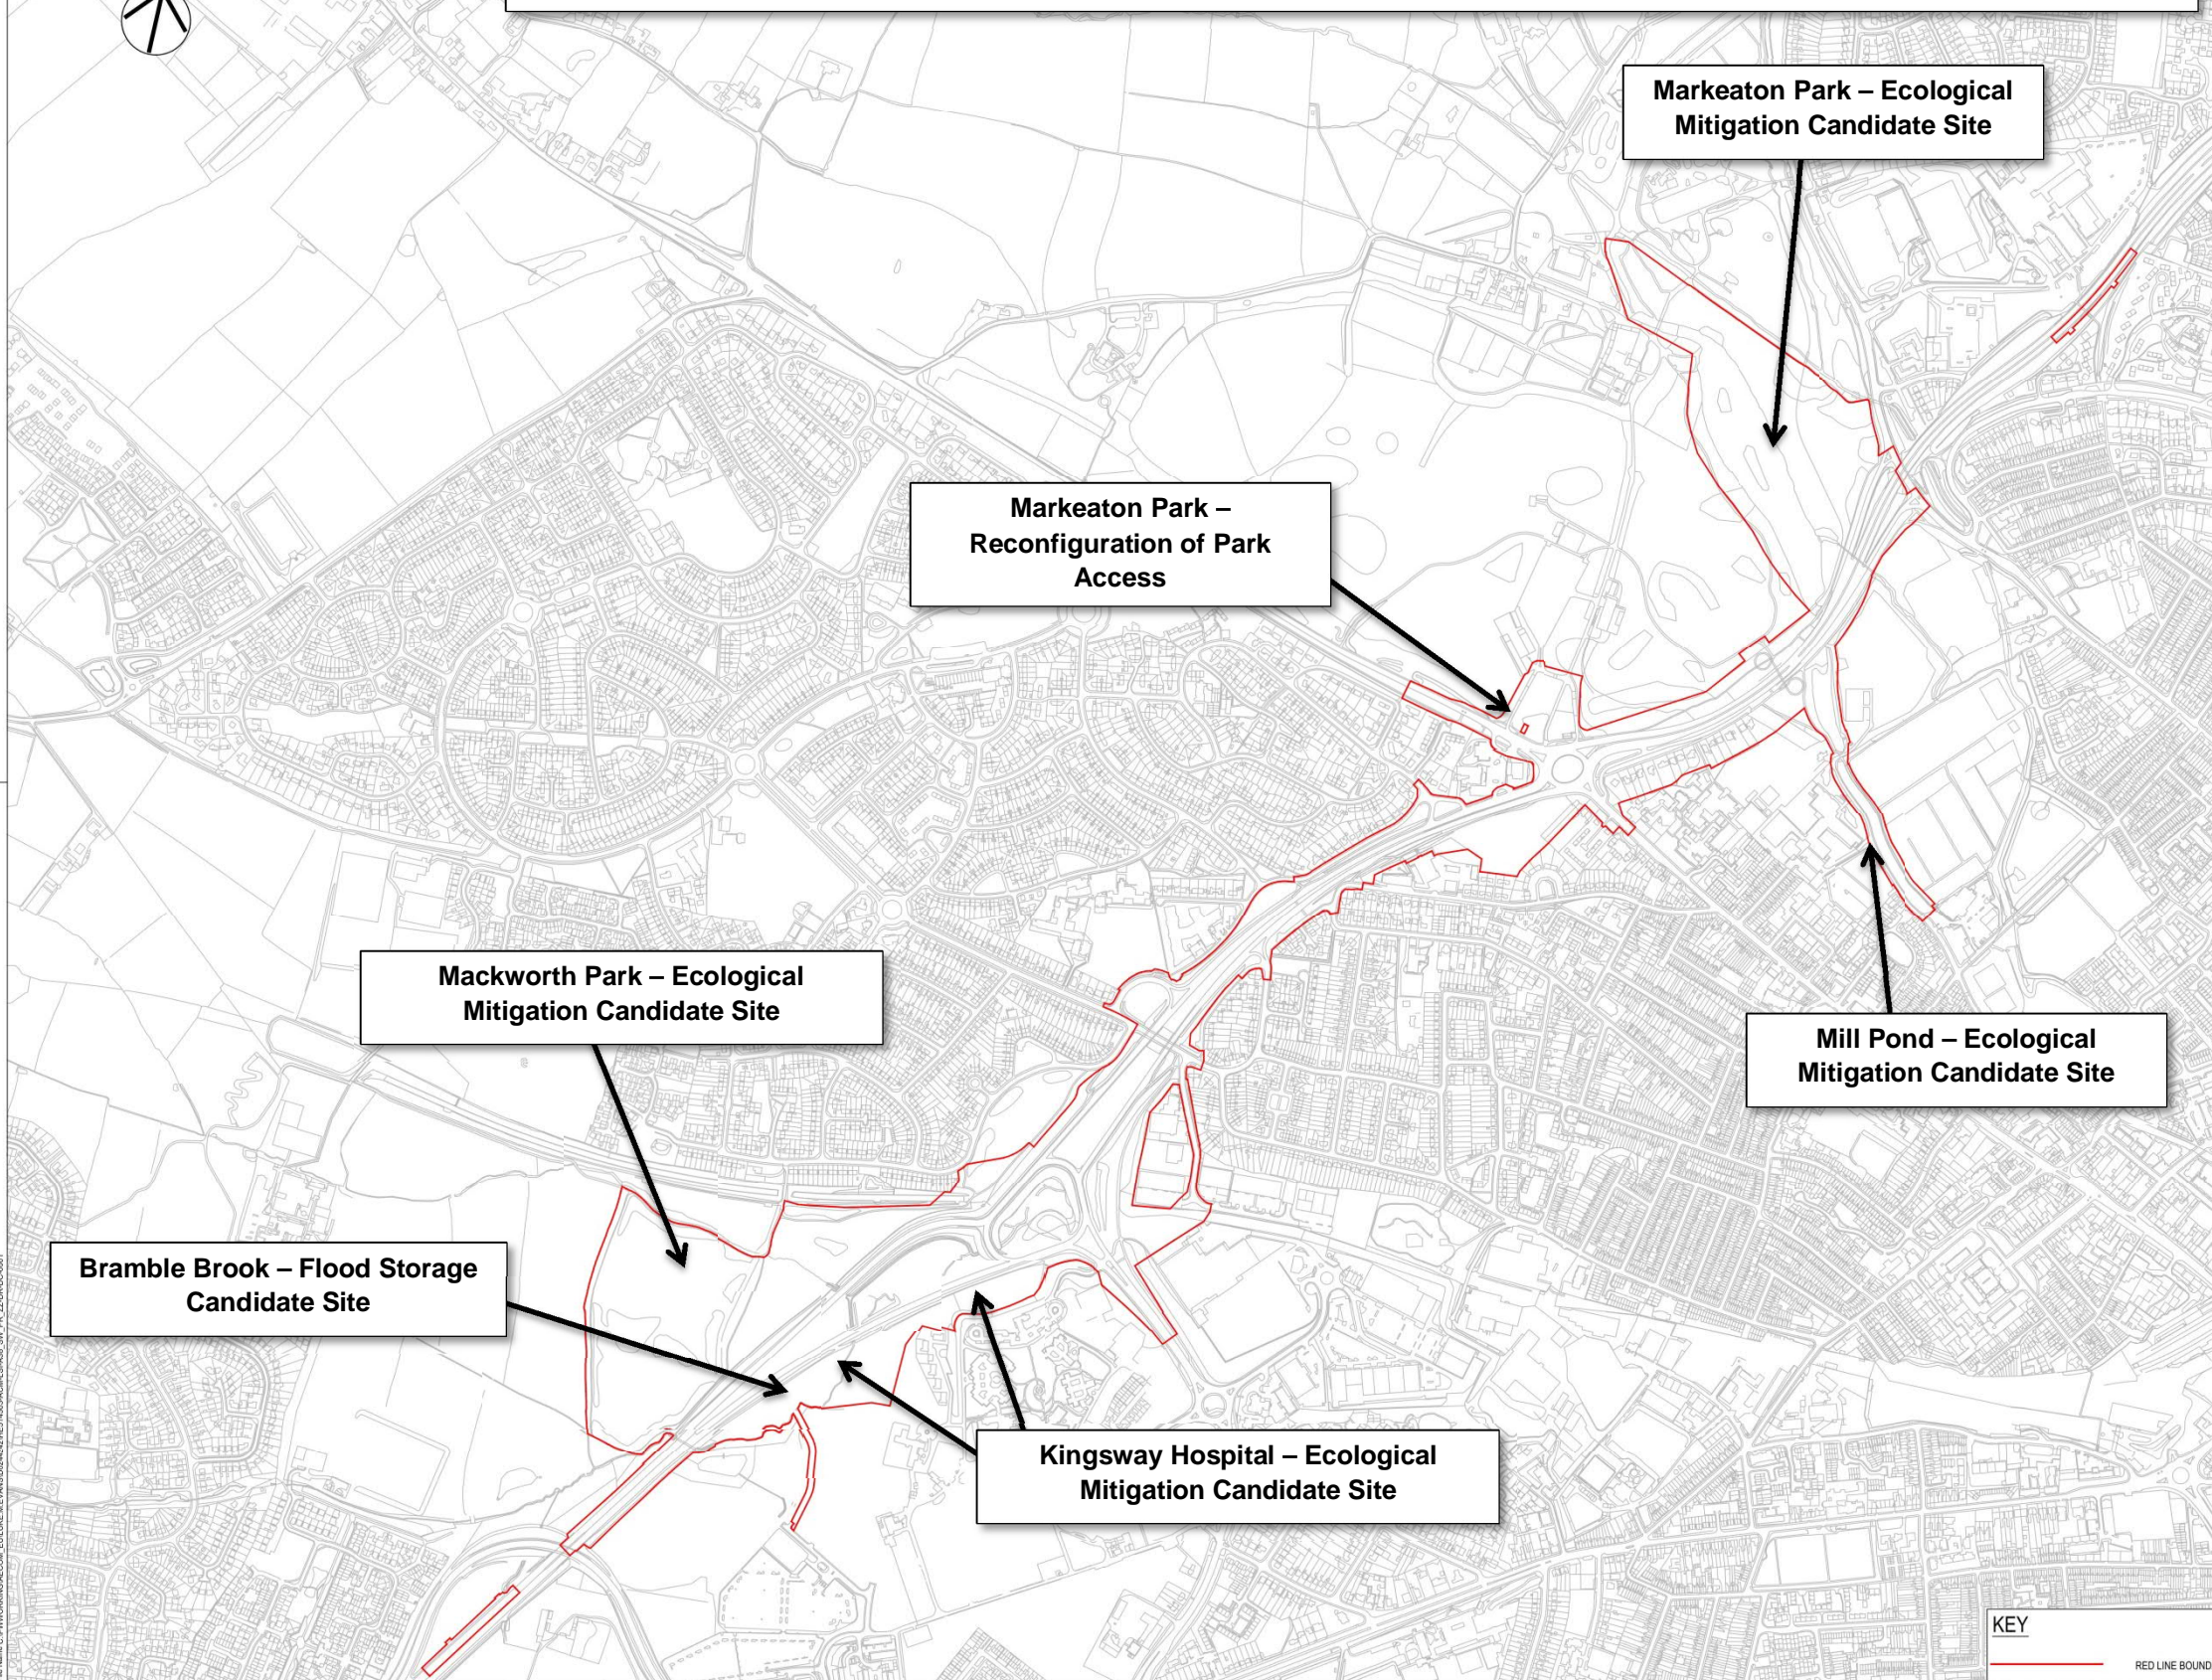 Markeaton Park – Ecological
Mitigation Candidate Site
Markeaton Park –
Reconfiguration of Park
Access
Mackworth Park – Ecological
Mitigation Candidate Site
Mill Pond – Ecological
Mitigation Candidate Site
Bramble Brook – Flood Storage
Candidate Site
Kingsway Hospital – Ecological
Mitigation Candidate Site
KEY
RED LINE BOUND